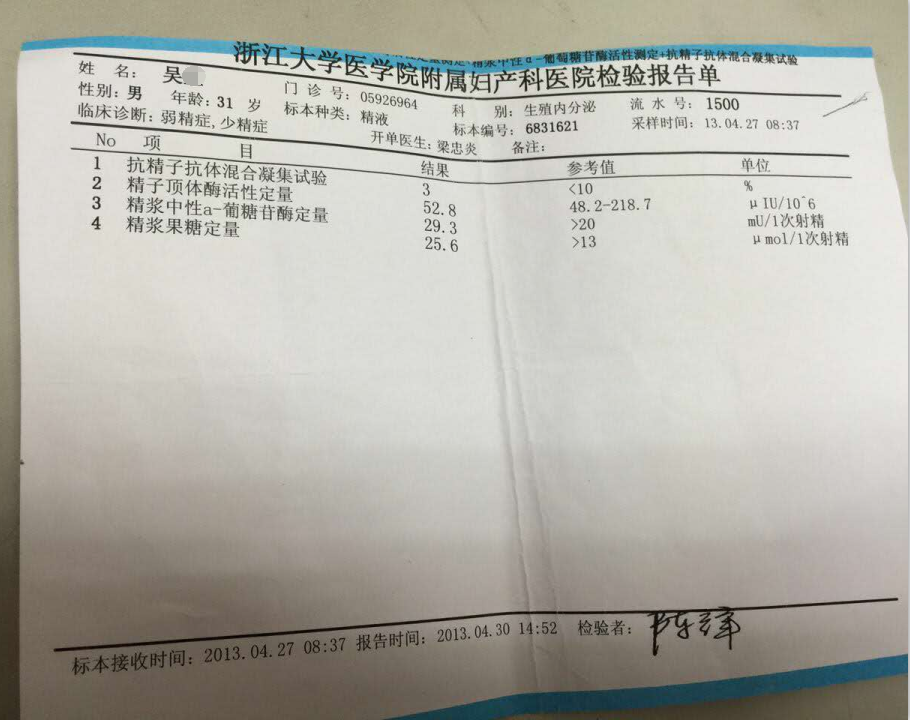 精浆中性α-葡萄糖苷酶活性测定+抗精子抗体混合凝集试验
浙江大学医学院附属妇产科医院检验报告单
姓 名: 吴 门诊号: 05926964 科 别: 生殖内分泌 流水号: 1500
性别: 男 年龄: 31 岁 标本种类: 精液 标本编号: 6831621 采样时间: 13.04.27 08:37
临床诊断: 弱精症,少精症 开单医生: 梁忠炎 备注:
No 项 目 结果 参考值 单位
1 抗精子抗体混合凝集试验 3 <10 %
2 精子顶体酶活性定量 52.8 48.2-218.7 μIU/10^6
3 精浆中性a-葡糖苷酶定量 29.3 >20 mU/1次射精
4 精浆果糖定量 25.6 >13 μmol/1次射精
标本接收时间: 2013.04.27 08:37 报告时间: 2013.04.30 14:52 检验者: